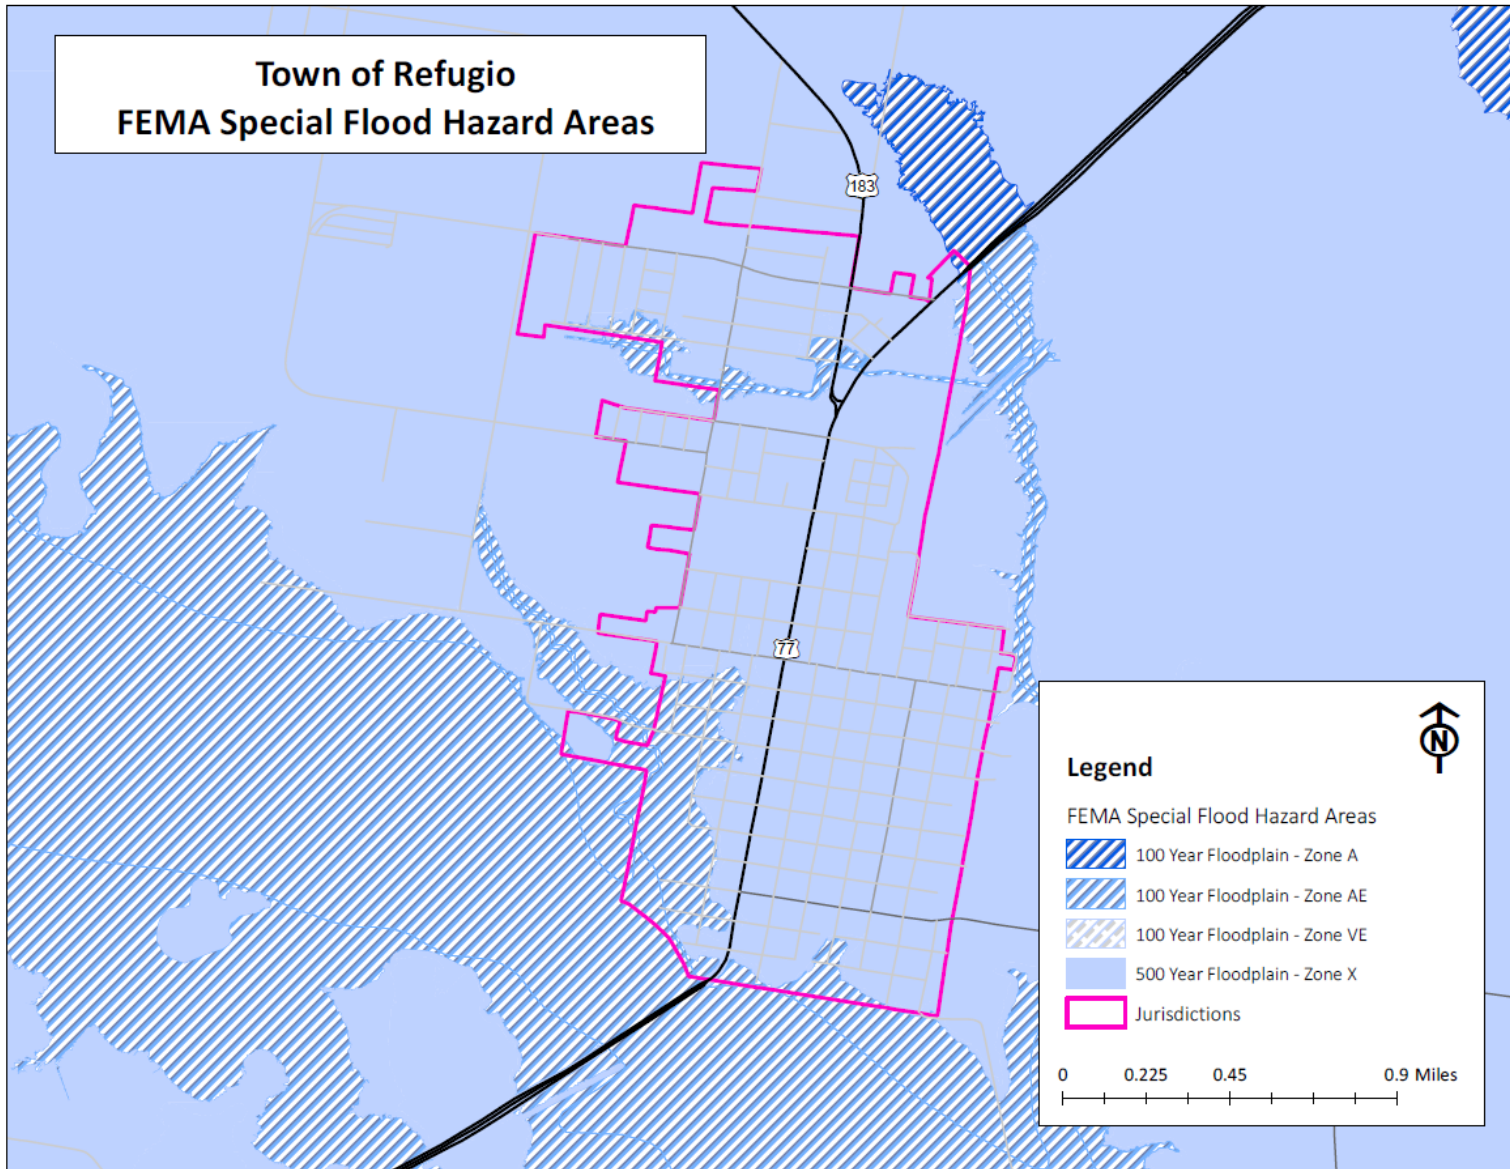 Town of Refugio
FEMA Special Flood Hazard Areas
183
77
N
Legend
FEMA Special Flood Hazard Areas
100 Year Floodplain - Zone A
100 Year Floodplain - Zone AE
100 Year Floodplain - Zone VE
500 Year Floodplain - Zone X
Jurisdictions
0 0.225 0.45 0.9 Miles